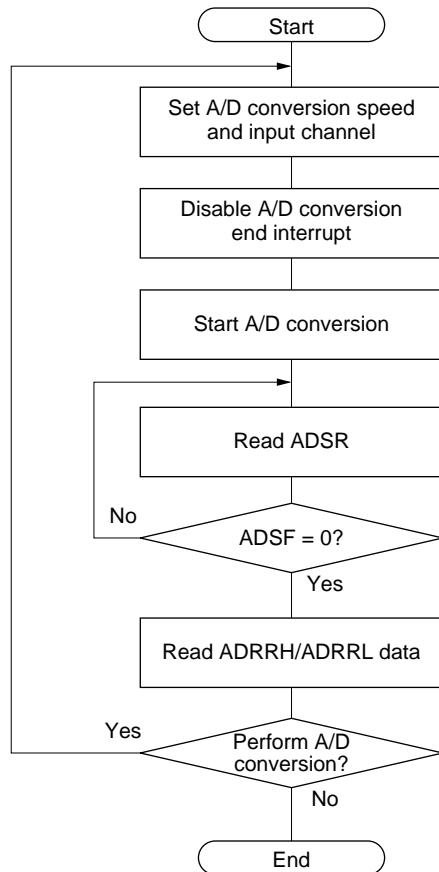 Start
Set A/D conversion speed
and input channel
Disable A/D conversion
end interrupt
Start A/D conversion
Read ADSR
No
ADSF = 0?
Yes
Read ADRRH/ADRRL data
Yes
Perform A/D
conversion?
No
End